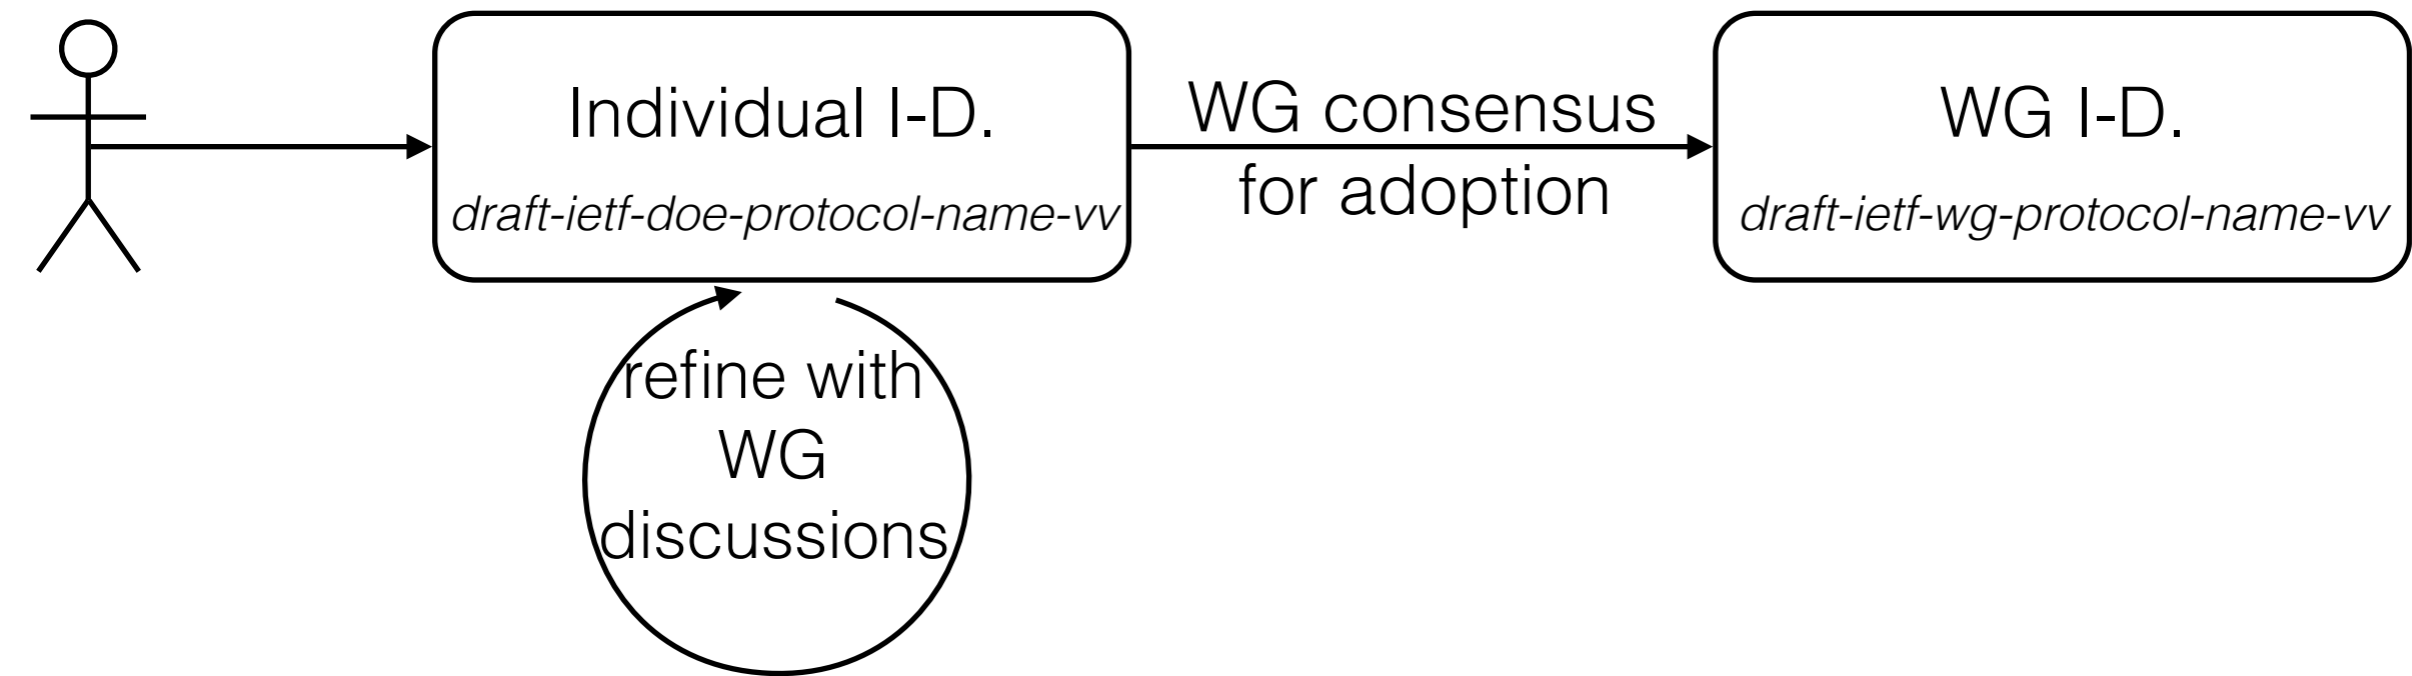 Individual I-D.
draft-ietf-doe-protocol-name-vv
WG consensus
for adoption
WG I-D.
draft-ietf-wg-protocol-name-vv
refine with
WG
discussions